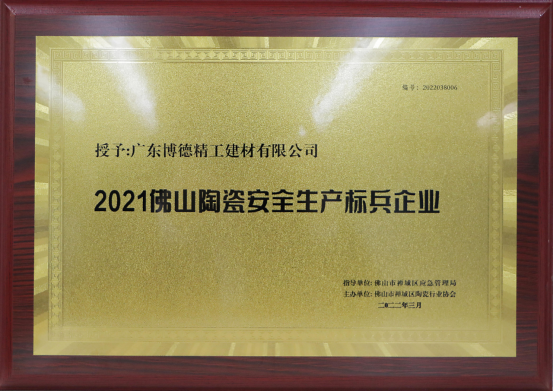 编号: 2022038006
授予:广东博德精工建材有限公司
2021佛山陶瓷安全生产标兵企业
指导单位: 佛山市禅城区应急管理局
主办单位: 佛山市禅城区陶瓷行业协会
二〇二二年三月